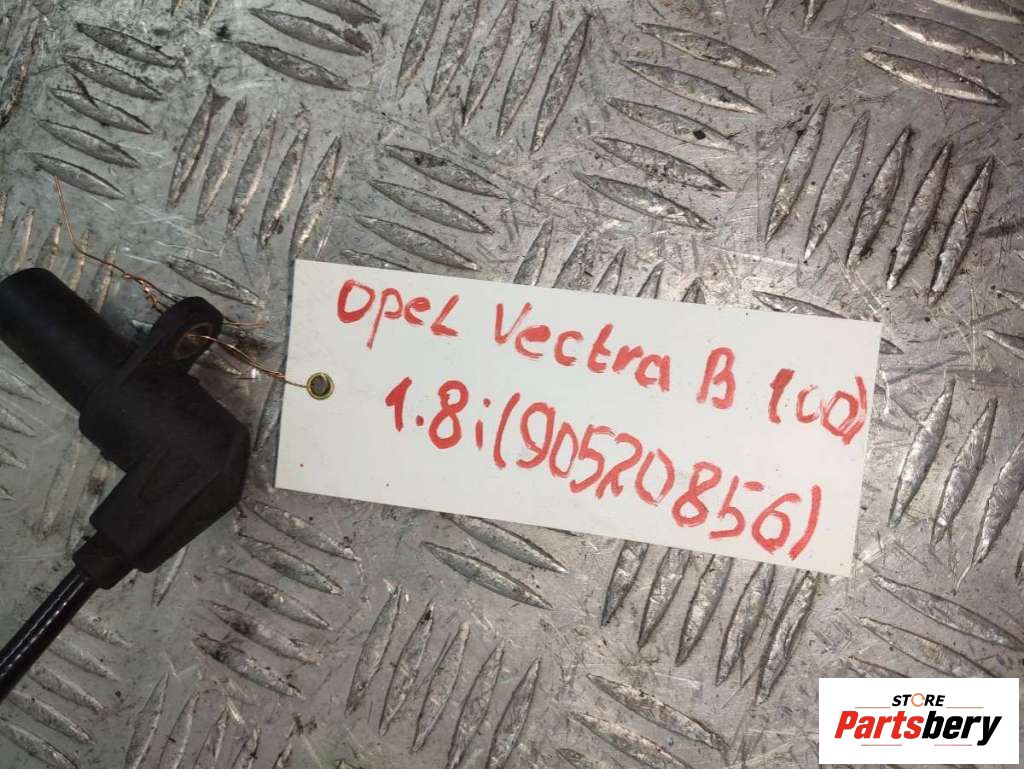 Opel Vectra B (00)
1.8i(90520856)
STORE
Partsbery